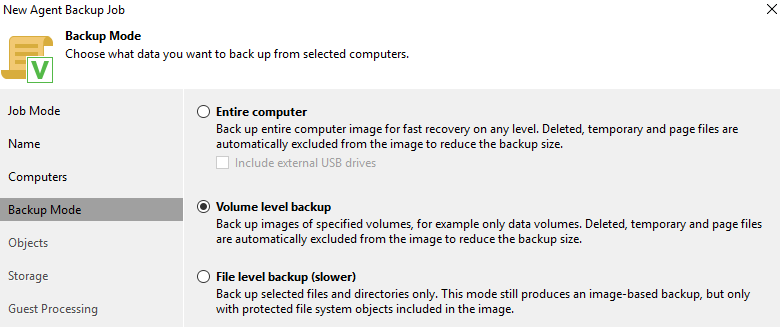 New Agent Backup Job
Backup Mode
Choose what data you want to back up from selected computers.
V
Job Mode
Name
Computers
Backup Mode
Objects
Storage
Guest Processing
Entire computer
Back up entire computer image for fast recovery on any level. Deleted, temporary and page files are
automatically excluded from the image to reduce the backup size.
Include external USB drives
Volume level backup
Back up images of specified volumes, for example only data volumes. Deleted, temporary and page files
are automatically excluded from the image to reduce the backup size.
File level backup (slower)
Back up selected files and directories only. This mode still produces an image-based backup, but only
with protected file system objects included in the image.